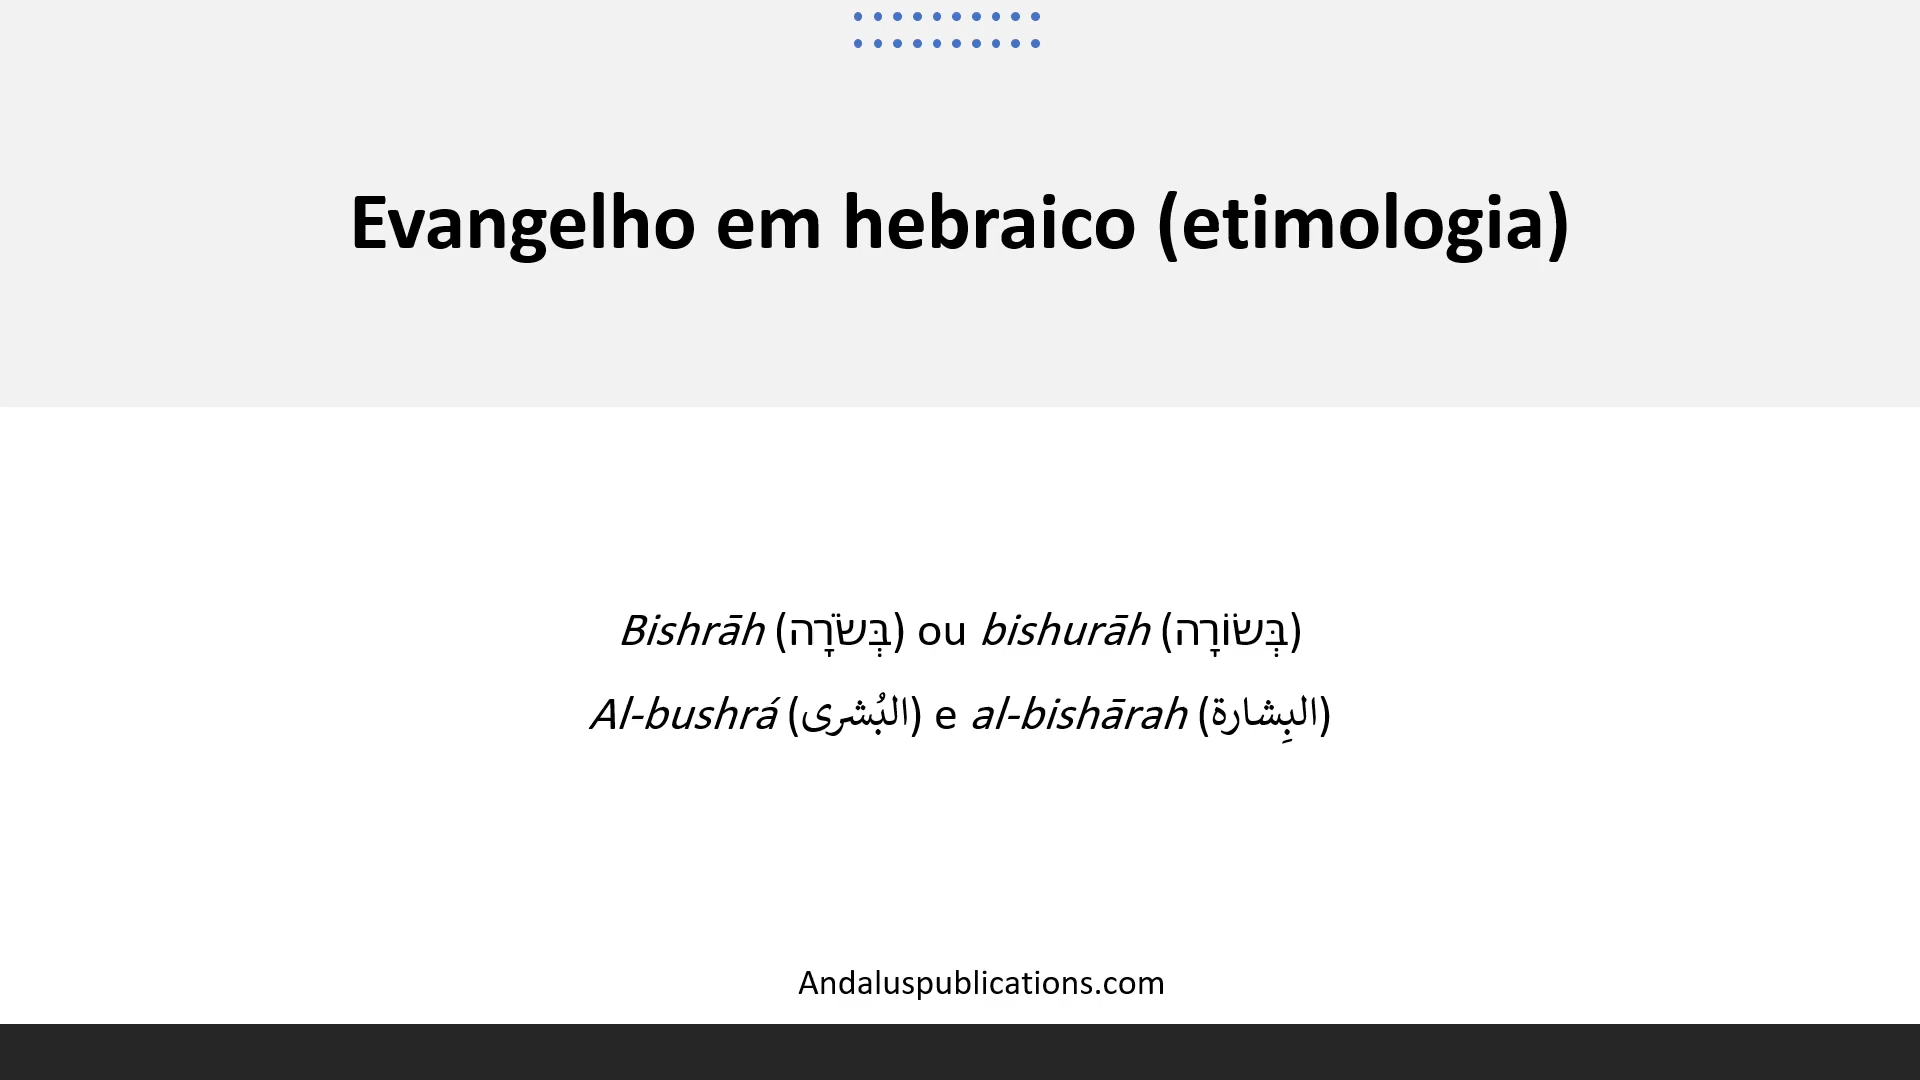 Evangelho em hebraico (etimologia)
Bishrāh (בְּשֹׂרָה) ou bishurāh (בְּשׂוֹרָה)
Al-bushrá (البُشرى) e al-bishārah (البِشارة)
Andaluspublications.com